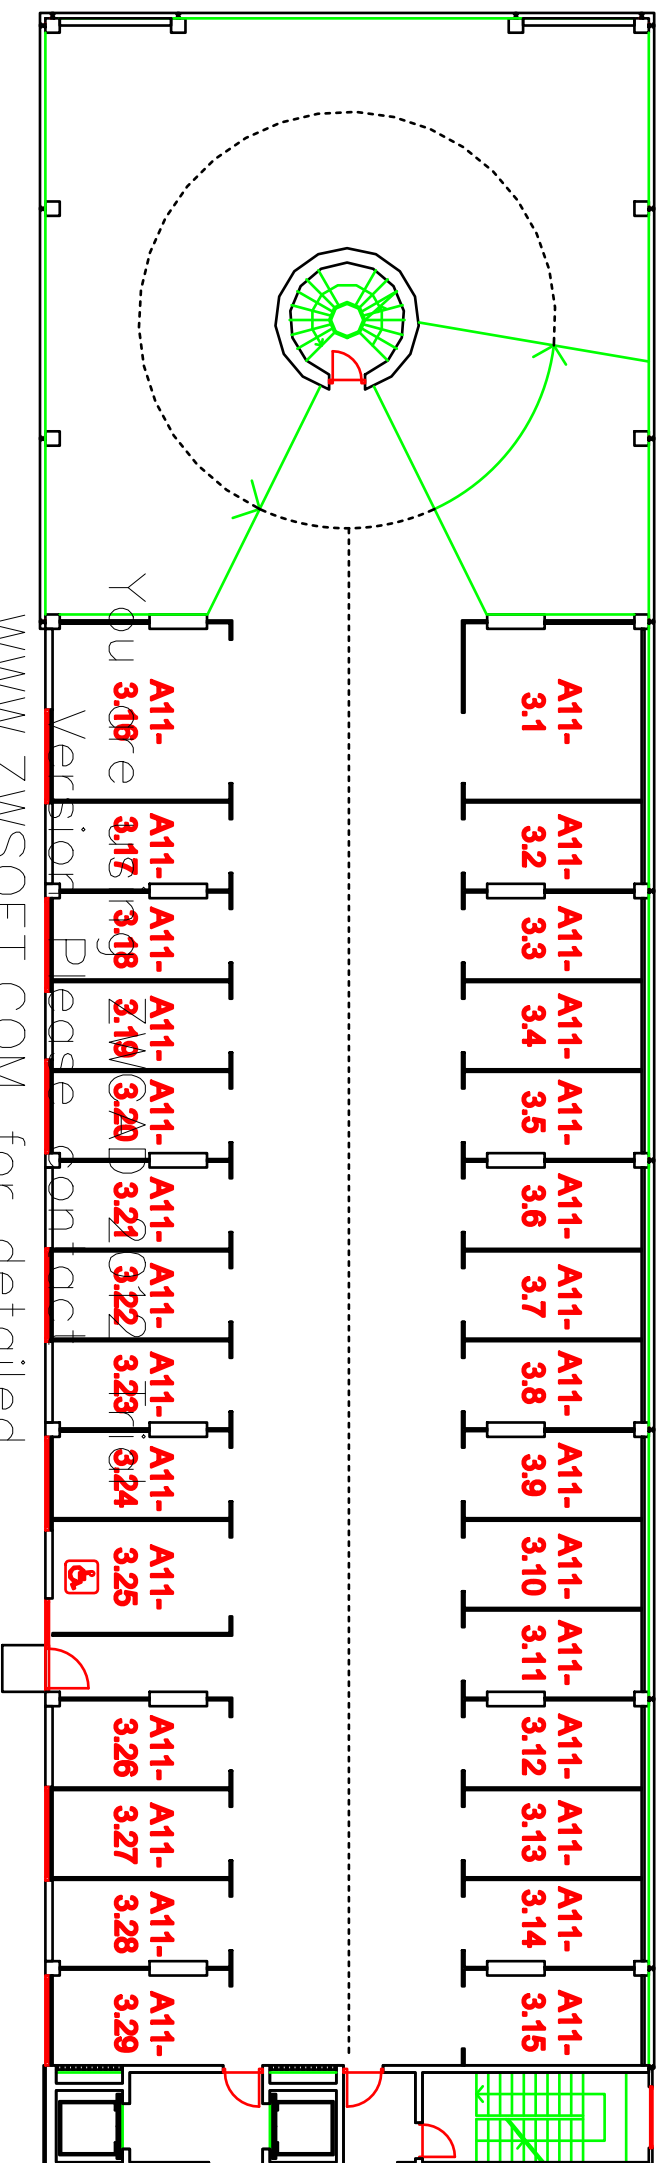 A11-
3.1
A11-
3.2
A11-
3.3
A11-
3.4
A11-
3.5
A11-
3.6
A11-
3.7
A11-
3.8
A11-
3.9
A11-
3.10
A11-
3.11
A11-
3.12
A11-
3.13
A11-
3.14
A11-
3.15
A11-
3.16
A11-
3.17
A11-
3.18
A11-
3.19
A11-
3.20
A11-
3.21
A11-
3.22
A11-
3.23
A11-
3.24
A11-
3.25
A11-
3.26
A11-
3.27
A11-
3.28
A11-
3.29
You are using ZWCAD 2012 Trial
Version. Please contact
WWW.ZWSOFT.COM for detailed